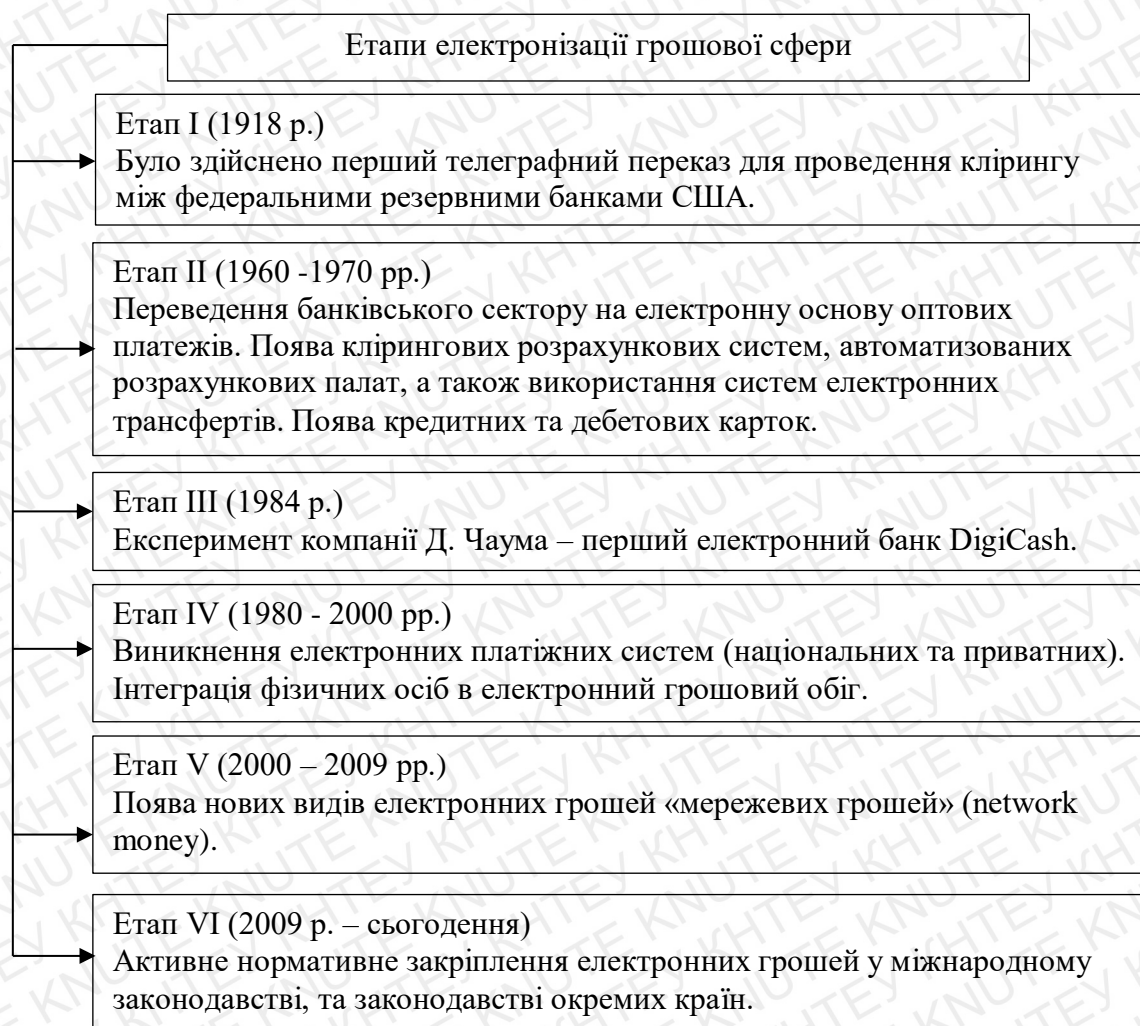 Етапи електронізації грошової сфери
Етап I (1918 р.)
Було здійснено перший телеграфний переказ для проведення клірингу
між федеральними резервними банками США.
Етап II (1960 -1970 рр.)
Переведення банківського сектору на електронну основу оптових
платежів. Поява клірингових розрахункових систем, автоматизованих
розрахункових палат, а також використання систем електронних
трансфертів. Поява кредитних та дебетових карток.
Етап III (1984 р.)
Експеримент компанії Д. Чаума – перший електронний банк DigiCash.
Етап IV (1980 - 2000 рр.)
Виникнення електронних платіжних систем (національних та приватних).
Інтеграція фізичних осіб в електронний грошовий обіг.
Етап V (2000 – 2009 рр.)
Поява нових видів електронних грошей «мережевих грошей» (network
money).
Етап VI (2009 р. – сьогодення)
Активне нормативне закріплення електронних грошей у міжнародному
законодавстві, та законодавстві окремих країн.